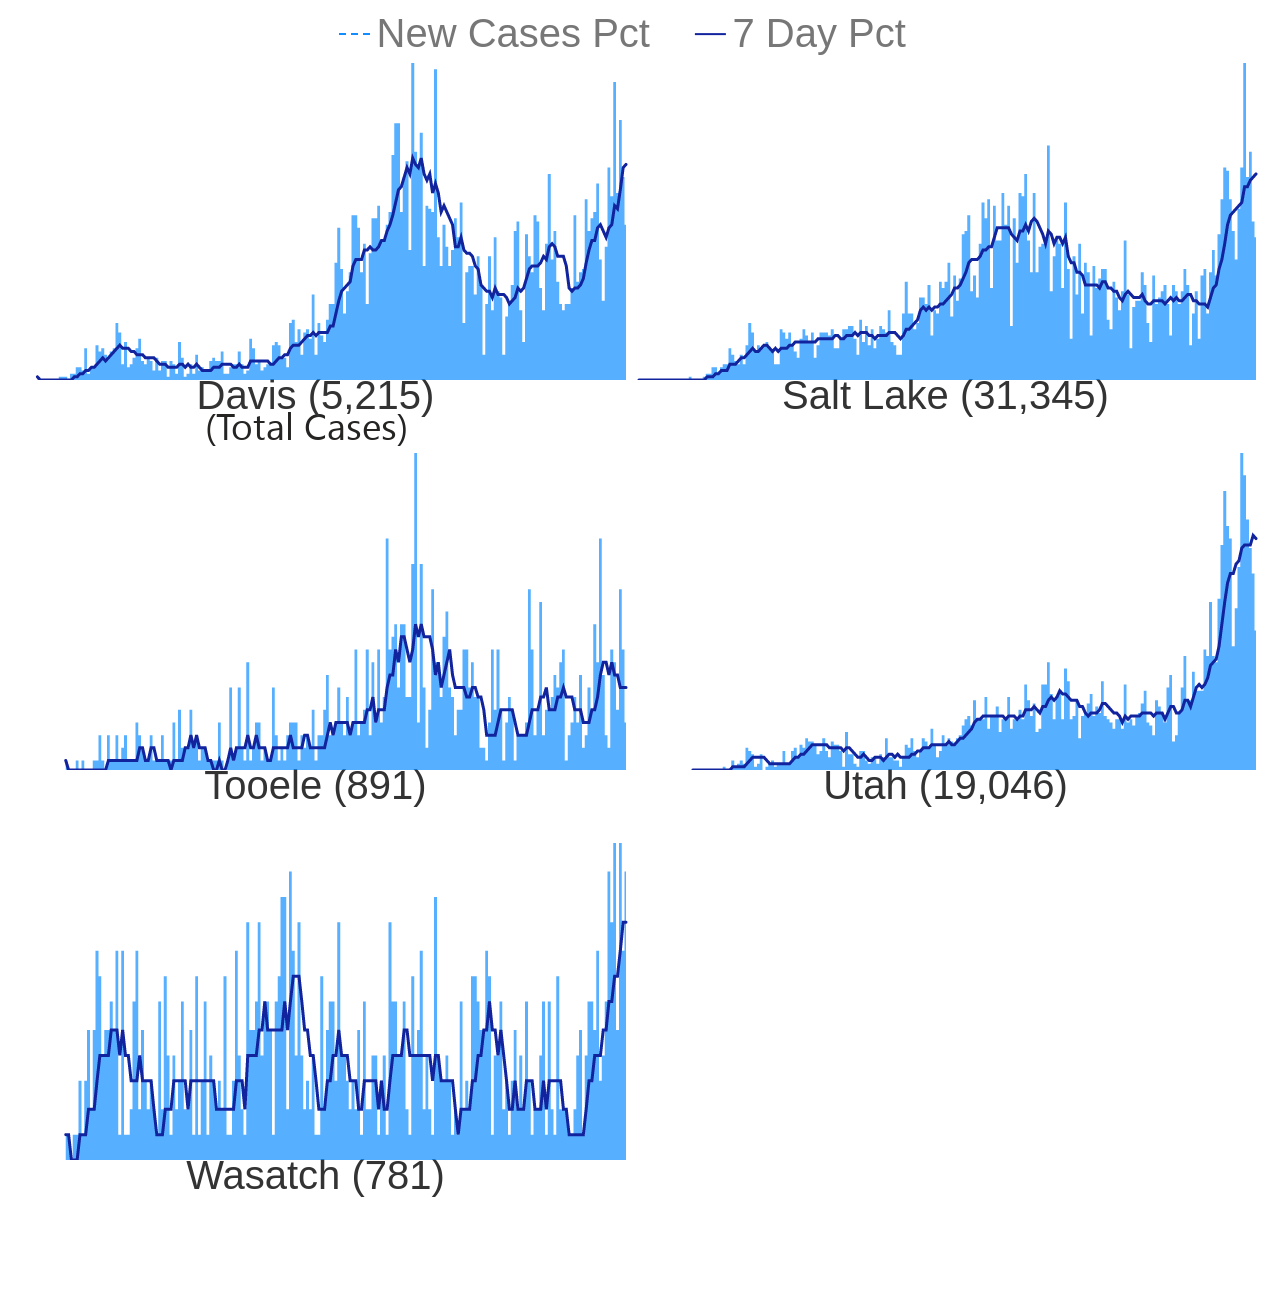 New Cases Pct 7 Day Pct
Davis (5,215)
(Total Cases)
Salt Lake (31,345)
Tooele (891)
Utah (19,046)
Wasatch (781)